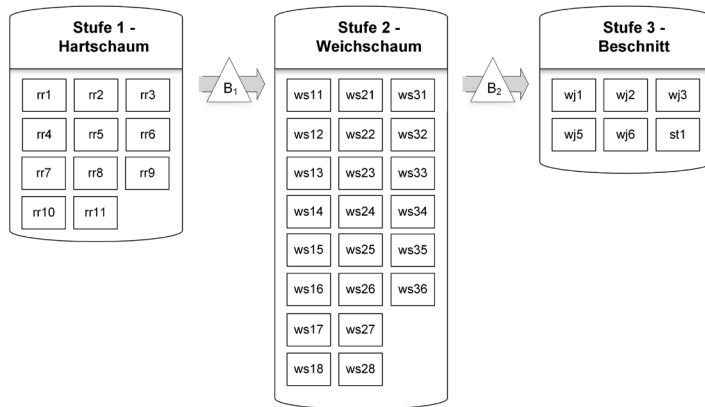 Stufe 1 -
Hartschaum
rr1 rr2 rr3
rr4 rr5 rr6
rr7 rr8 rr9
rr10 rr11
B1
Stufe 2 -
Weichschaum
ws11 ws21 ws31
ws12 ws22 ws32
ws13 ws23 ws33
ws14 ws24 ws34
ws15 ws25 ws35
ws16 ws26 ws36
ws17 ws27
ws18 ws28
B2
Stufe 3 -
Beschnitt
wj1 wj2 wj3
wj5 wj6 st1